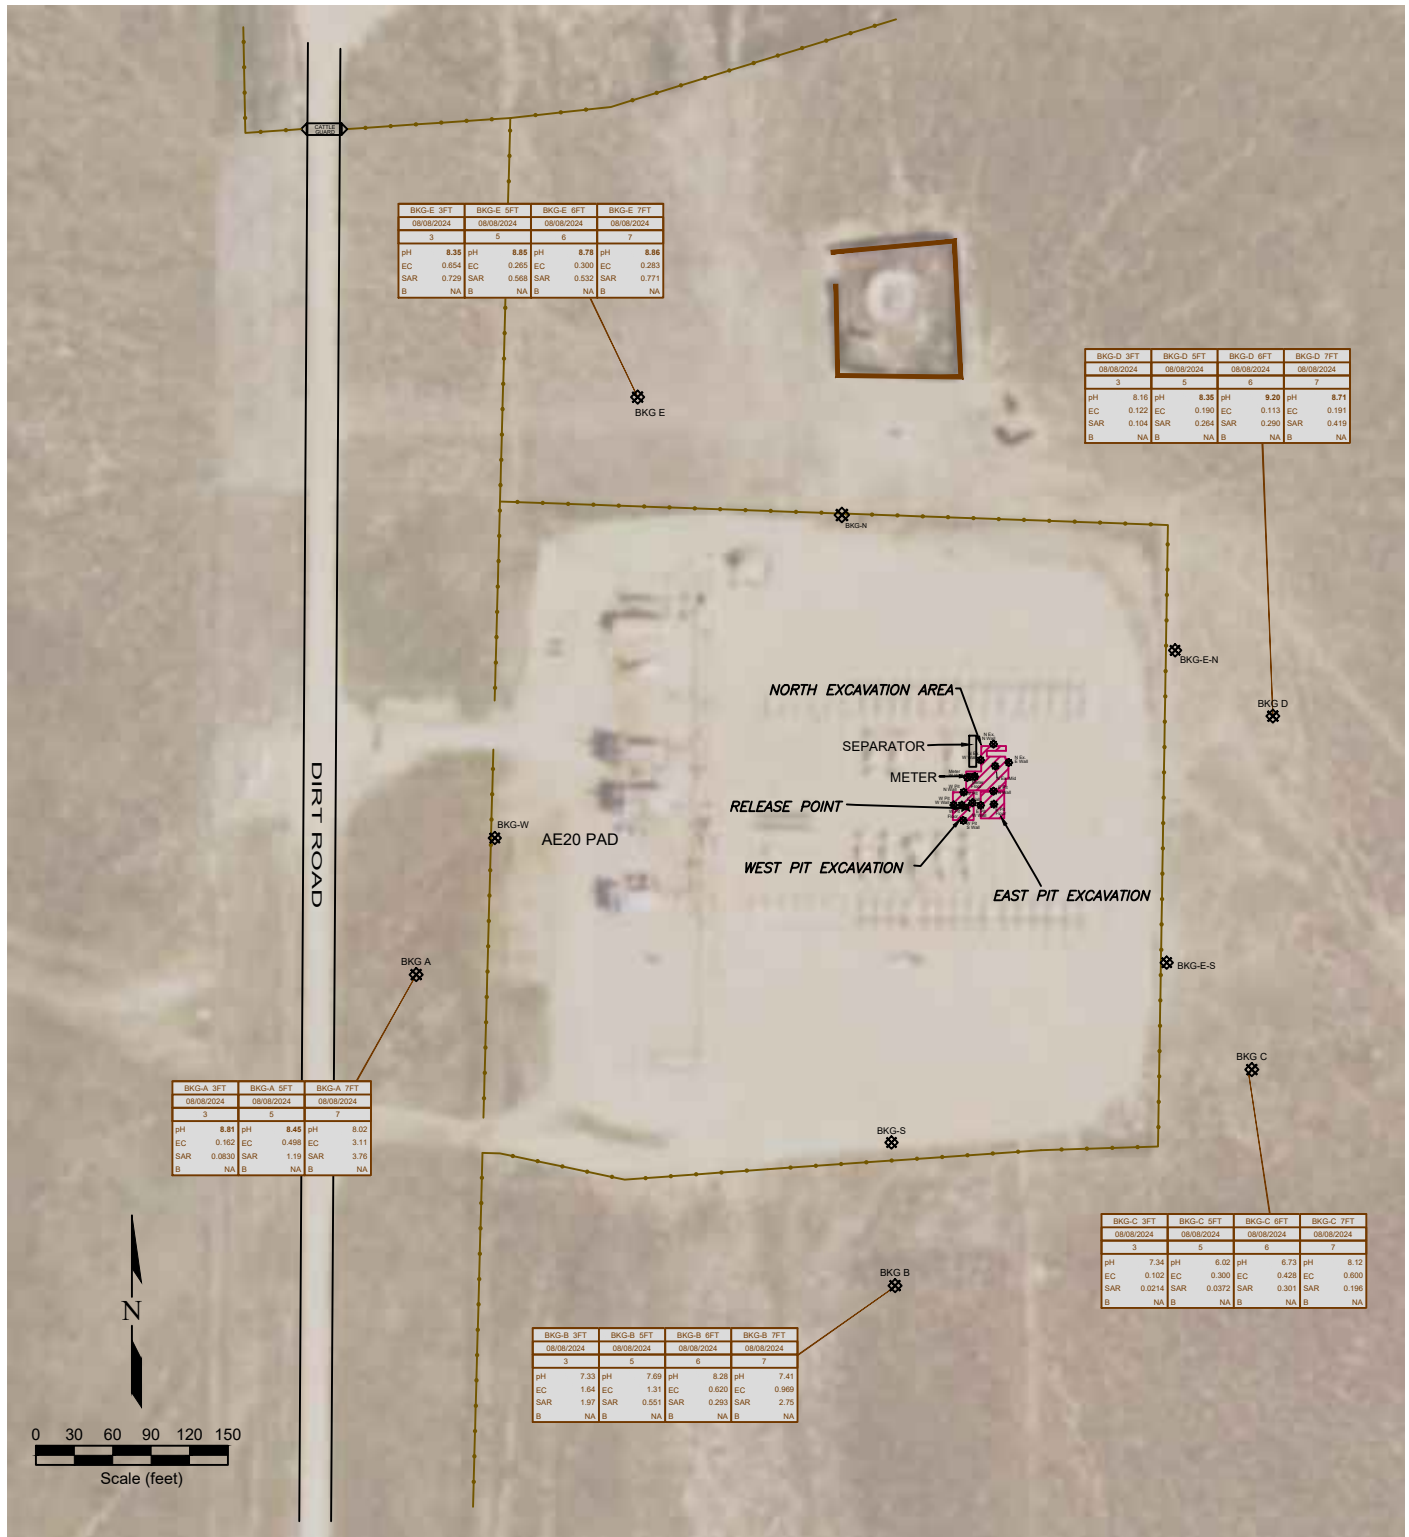 CATTLE
GUARD
BKG-E 3FT BKG-E 5FT BKG-E 6FT BKG-E 7FT
08/08/2024 08/08/2024 08/08/2024 08/08/2024
3 5 6 7
pH 8.35 pH 8.85 pH 8.78 pH 8.86
EC 0.654 EC 0.265 EC 0.300 EC 0.283
SAR 0.729 SAR 0.568 SAR 0.532 SAR 0.771
B NA B NA B NA B NA
BKG E
BKG-D 3FT BKG-D 5FT BKG-D 6FT BKG-D 7FT
08/08/2024 08/08/2024 08/08/2024 08/08/2024
3 5 6 7
pH 8.16 pH 8.35 pH 9.20 pH 8.71
EC 0.122 EC 0.190 EC 0.113 EC 0.191
SAR 0.104 SAR 0.264 SAR 0.290 SAR 0.419
B NA B NA B NA B NA
BKG-N
BKG-E-N
BKG D
NORTH EXCAVATION AREA
SEPARATOR
METER
RELEASE POINT
WEST PIT EXCAVATION
EAST PIT EXCAVATION
N Ex.
N Wall
N Ex.
E Wall
Meter
W Pit
W Pit
W Wall
W Pit
S Wall
DIRT ROAD
BKG-W
AE20 PAD
BKG A
BKG-E-S
BKG C
BKG-A 3FT BKG-A 5FT BKG-A 7FT
08/08/2024 08/08/2024 08/08/2024
3 5 7
pH 8.81 pH 8.45 pH 8.02
EC 0.162 EC 0.498 EC 3.11
SAR 0.0830 SAR 1.19 SAR 3.76
B NA B NA B NA
BKG-S
BKG-C 3FT BKG-C 5FT BKG-C 6FT BKG-C 7FT
08/08/2024 08/08/2024 08/08/2024 08/08/2024
3 5 6 7
pH 7.34 pH 6.02 pH 6.73 pH 8.12
EC 0.102 EC 0.300 EC 0.428 EC 0.600
SAR 0.0214 SAR 0.0372 SAR 0.301 SAR 0.196
B NA B NA B NA B NA
BKG B
BKG-B 3FT BKG-B 5FT BKG-B 6FT BKG-B 7FT
08/08/2024 08/08/2024 08/08/2024 08/08/2024
3 5 6 7
pH 7.33 pH 7.69 pH 8.28 pH 7.41
EC 1.64 EC 1.31 EC 0.620 EC 0.969
SAR 1.97 SAR 0.551 SAR 0.293 SAR 2.75
B NA B NA B NA B NA
N
0 30 60 90 120 150
Scale (feet)